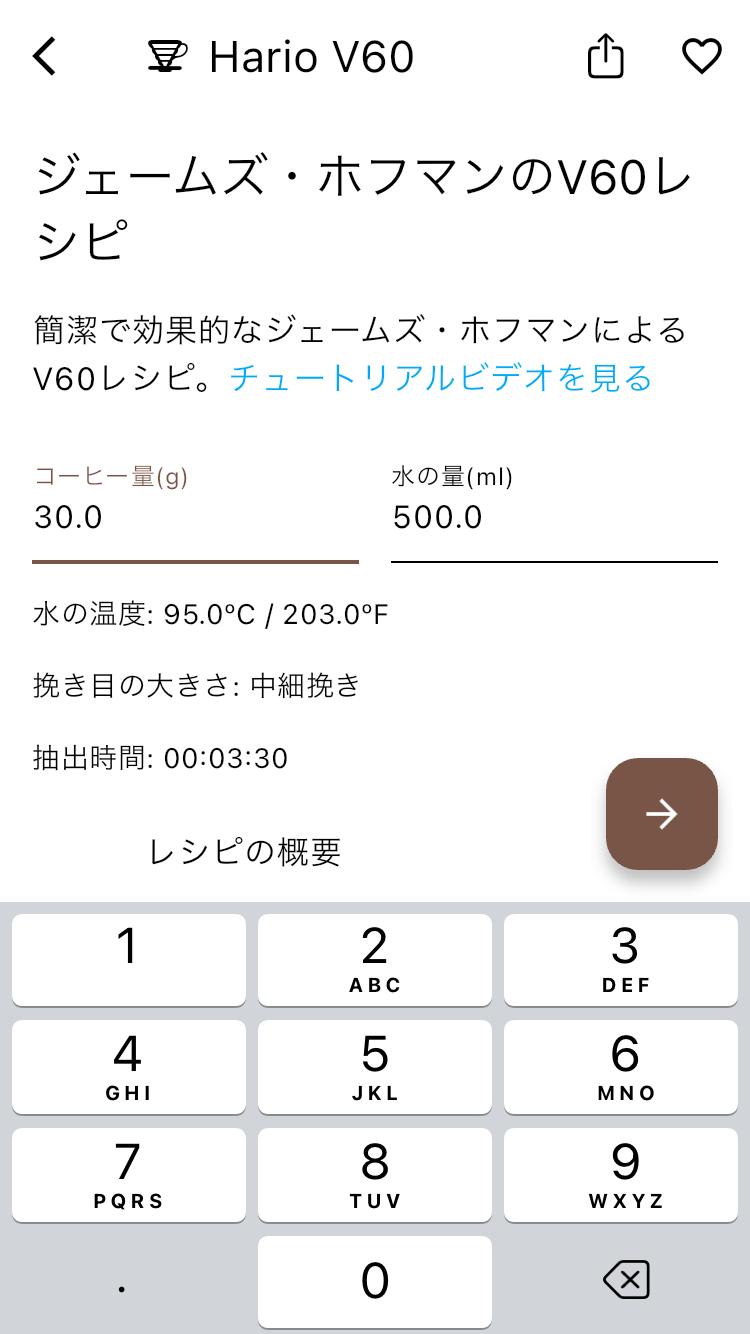 Hario V60
ジェームズ・ホフマンのV60レ
シピ
簡潔で効果的なジェームズ・ホフマンによる
V60レシピ。チュートリアルビデオを見る
コーヒー量(g)
水の量(ml)
30.0
500.0
水の温度: 95.0ºC / 203.0ºF
挽き目の大きさ: 中細挽き
抽出時間: 00:03:30
レシピの概要
1
2
3
ABC
DEF
4
5
6
GHI
JKL
MNO
7
8
9
PQRS
TUV
WXYZ
.
0